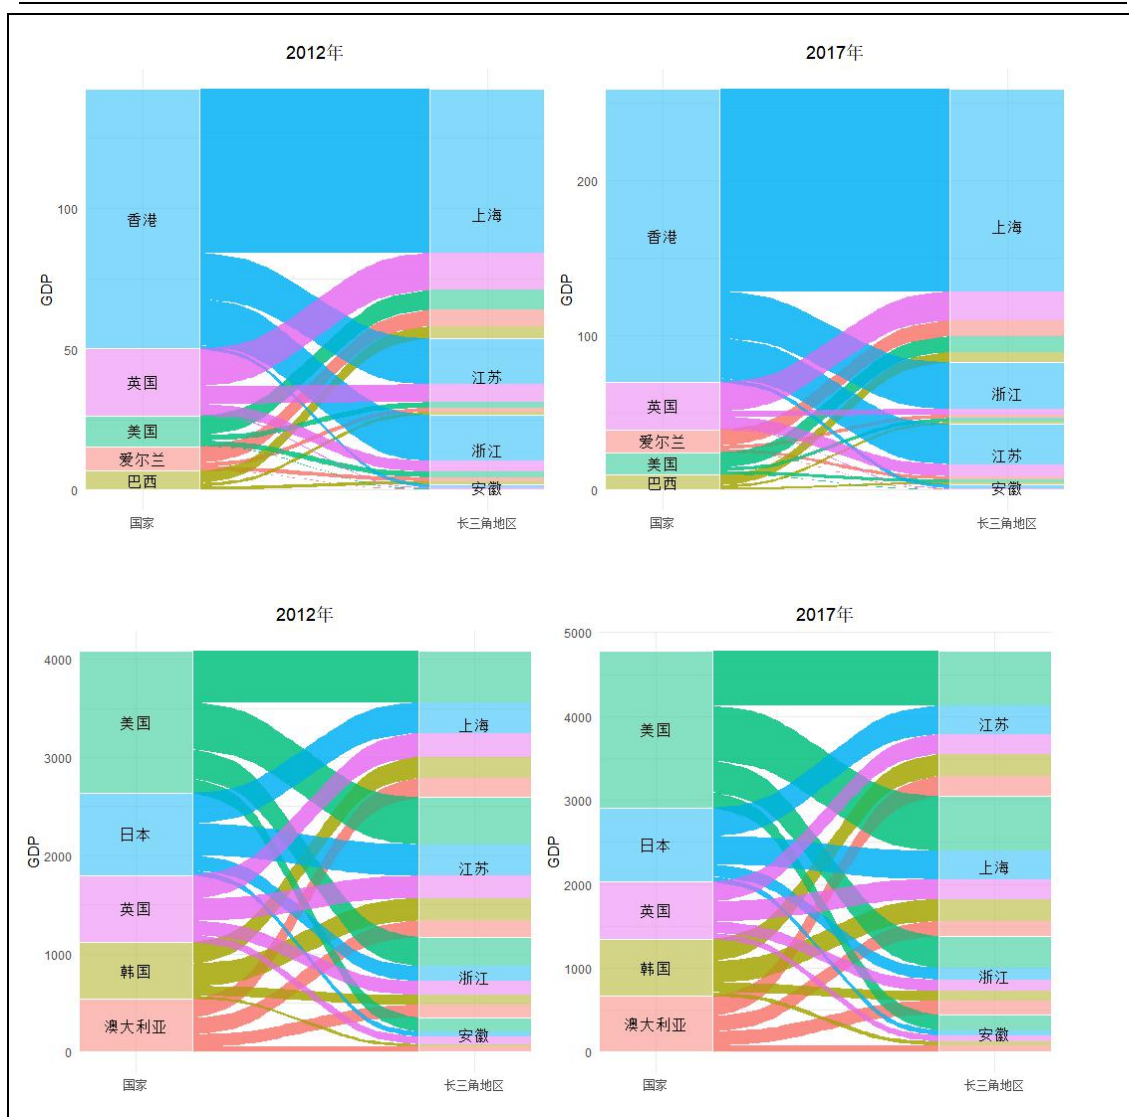 2012年
2017年
GDP
100
50
0
香港
英国
美国
爱尔兰
巴西
上海
江苏
浙江
安徽
国家
长三角地区
GDP
200
100
0
香港
英国
爱尔兰
美国
巴西
上海
浙江
江苏
安徽
国家
长三角地区
2012年
2017年
GDP
4000
3000
2000
1000
0
美国
日本
英国
韩国
澳大利亚
上海
江苏
浙江
安徽
国家
长三角地区
GDP
5000
4000
3000
2000
1000
0
美国
日本
英国
韩国
澳大利亚
江苏
上海
浙江
安徽
国家
长三角地区